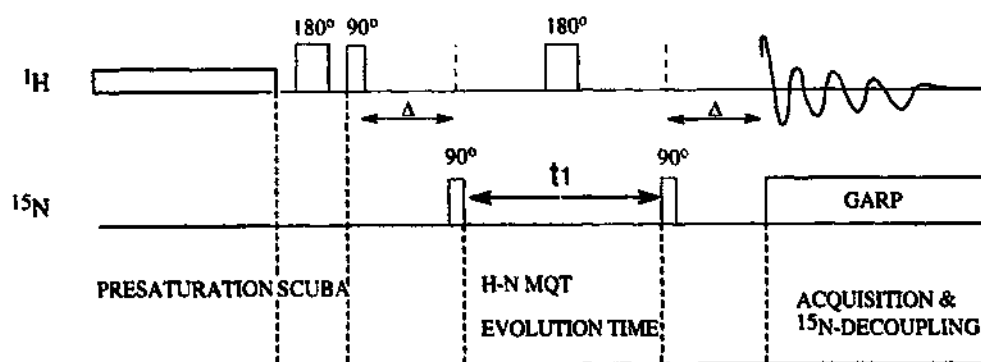 180° 90° 180°
¹H
Δ Δ
90° 90°
t₁
¹⁵N
GARP
PRESATURATION SCUBA H-N MQT
EVOLUTION TIME
ACQUISITION &
¹⁵N-DECOUPLING